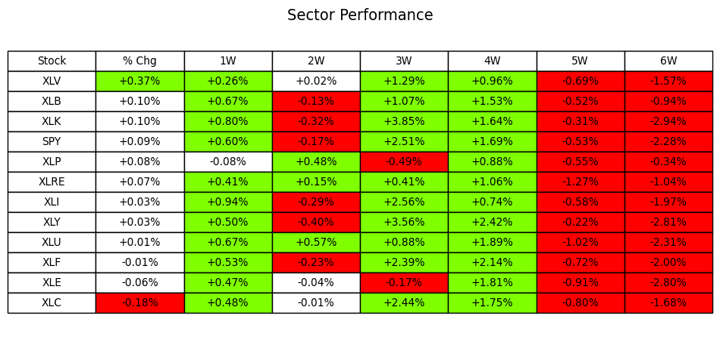 Sector Performance
Stock % Chg 1W 2W 3W 4W 5W 6W
XLV +0.37% +0.26% +0.02% +1.29% +0.96% -0.69% -1.57%
XLB +0.10% +0.67% -0.13% +1.07% +1.53% -0.52% -0.94%
XLK +0.10% +0.80% -0.32% +3.85% +1.64% -0.31% -2.94%
SPY +0.09% +0.60% -0.17% +2.51% +1.69% -0.53% -2.28%
XLP +0.08% -0.08% +0.48% -0.49% +0.88% -0.55% -0.34%
XLRE +0.07% +0.41% +0.15% +0.41% +1.06% -1.27% -1.04%
XLI +0.03% +0.94% -0.29% +2.56% +0.74% -0.58% -1.97%
XLY +0.03% +0.50% -0.40% +3.56% +2.42% -0.22% -2.81%
XLU +0.01% +0.67% +0.57% +0.88% +1.89% -1.02% -2.31%
XLF -0.01% +0.53% -0.23% +2.39% +2.14% -0.72% -2.00%
XLE -0.06% +0.47% -0.04% -0.17% +1.81% -0.91% -2.80%
XLC -0.18% +0.48% -0.01% +2.44% +1.75% -0.80% -1.68%